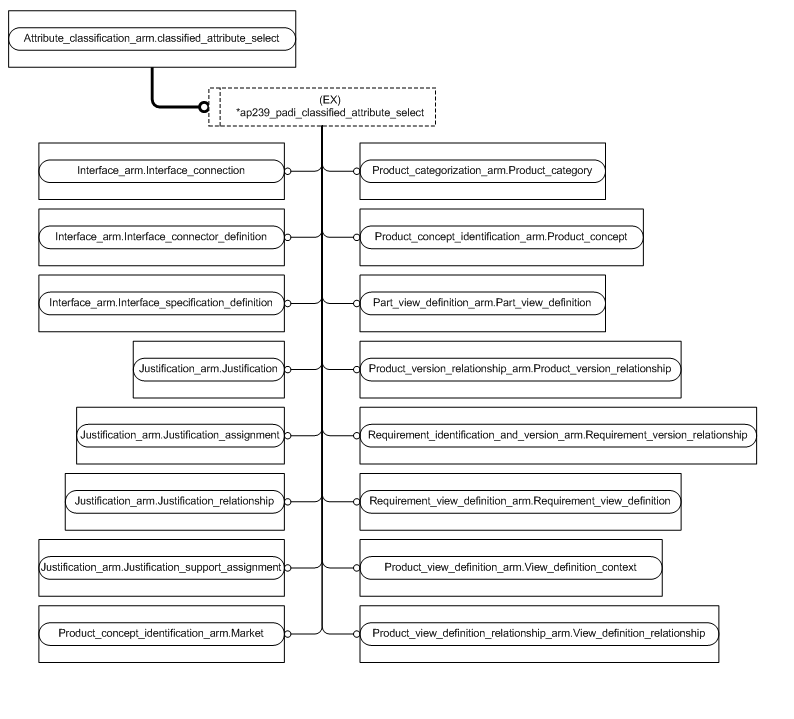 Attribute_classification_arm.classified_attribute_select
(EX)
*ap239_padi_classified_attribute_select
Interface_arm.Interface_connection
Product_categorization_arm.Product_category
Interface_arm.Interface_connector_definition
Product_concept_identification_arm.Product_concept
Interface_arm.Interface_specification_definition
Part_view_definition_arm.Part_view_definition
Justification_arm.Justification
Product_version_relationship_arm.Product_version_relationship
Justification_arm.Justification_assignment
Requirement_identification_and_version_arm.Requirement_version_relationship
Justification_arm.Justification_relationship
Requirement_view_definition_arm.Requirement_view_definition
Justification_arm.Justification_support_assignment
Product_view_definition_arm.View_definition_context
Product_concept_identification_arm.Market
Product_view_definition_relationship_arm.View_definition_relationship